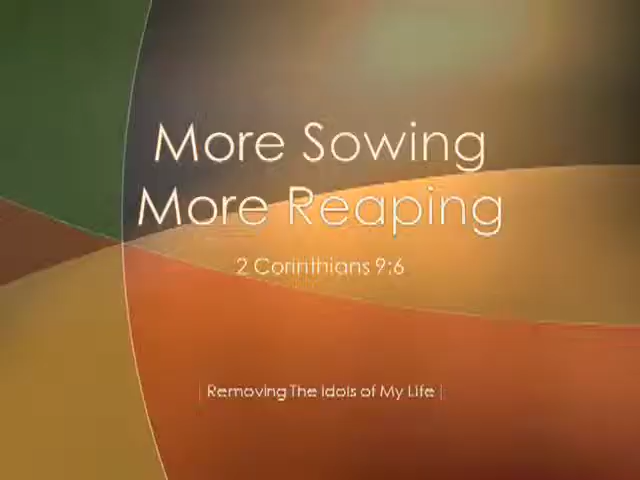 More Sowing
More Reaping
2 Corinthians 9:6
| Removing The Idols of My Life |